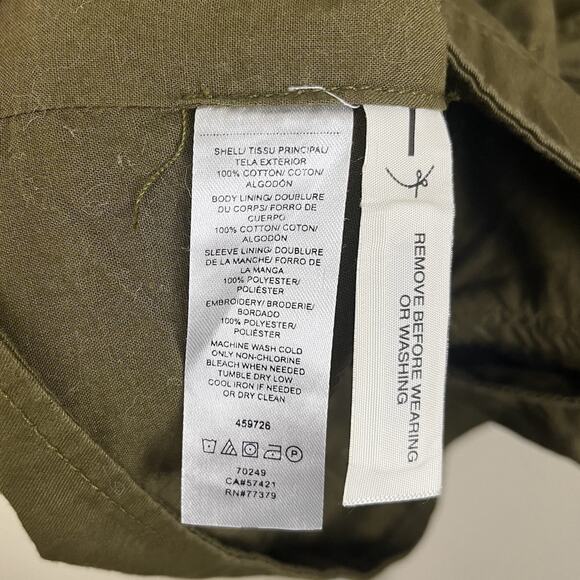 SHELL/ TISSU PRINCIPAL/
TELA EXTERIOR
100% COTTON/ COTON/
ALGODÓN
BODY LINING/ DOUBLURE
DU CORPS/ FORRO DE
CUERPO
100% COTTON/ COTON/
ALGODÓN
SLEEVE LINING/ DOUBLURE
DE LA MANCHE/ FORRO DE
LA MANGA
100% POLYESTER/
POLIÉSTER
EMBROIDERY/ BRODERIE/
BORDADO
100% POLYESTER/
POLIÉSTER
MACHINE WASH COLD
ONLY NON-CHLORINE
BLEACH WHEN NEEDED
TUMBLE DRY LOW
COOL IRON IF NEEDED
OR DRY CLEAN
459726
P
70249
CA#57421
RN#77379
REMOVE BEFORE WEARING
OR WASHING